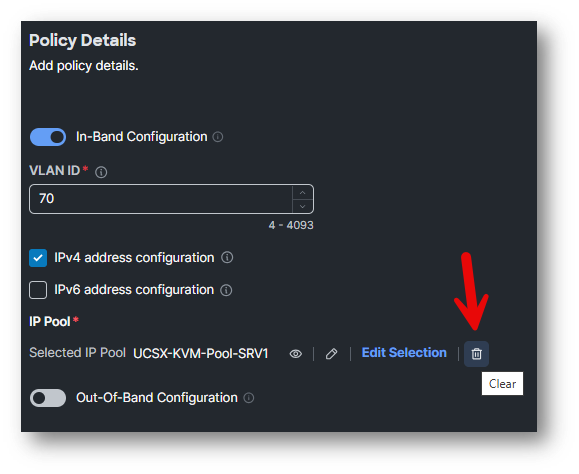 Policy Details
Add policy details.
In-Band Configuration
VLAN ID *
70
4 - 4093
IPv4 address configuration
IPv6 address configuration
IP Pool *
Selected IP Pool UCSX-KVM-Pool-SRV1 | | Edit Selection |
Clear
Out-Of-Band Configuration